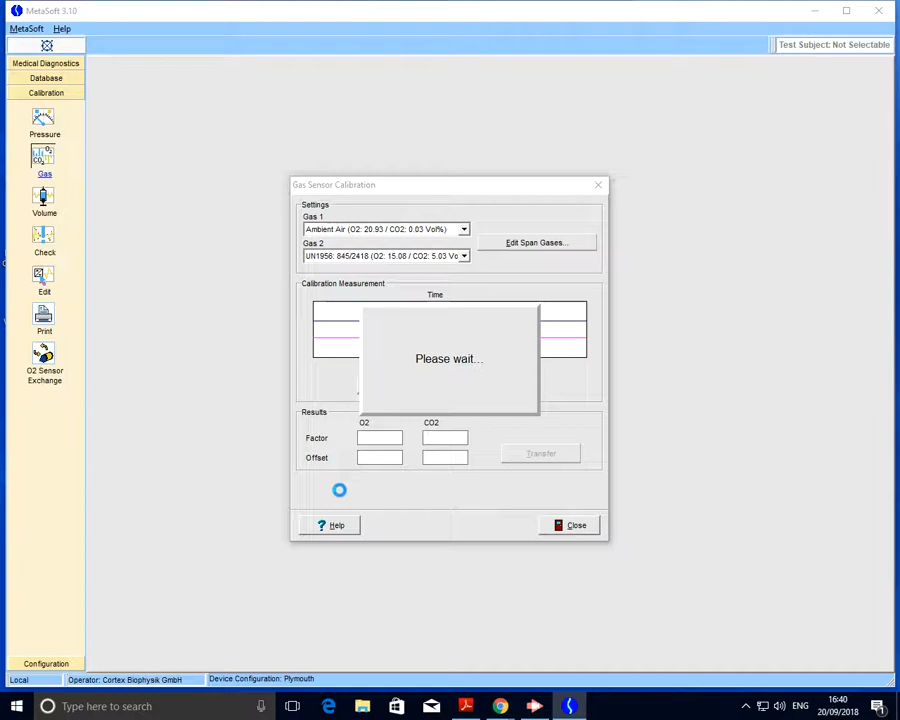 MetaSoft 3.10
MetaSoft Help
Test Subject: Not Selectable
Medical Diagnostics
Database
Calibration
Pressure
Gas
Volume
Check
Edit
Print
O2 Sensor
Exchange
Configuration
Gas Sensor Calibration
Settings
Gas 1
Ambient Air (O2: 20.93 / CO2: 0.03 Vol%)
Edit Span Gases...
Gas 2
UN1956: 845/2418 (O2: 15.08 / CO2: 5.03 Vo
Calibration Measurement
Time
Please wait...
Results
O2 CO2
Factor
Offset
Transfer
? Help
Close
Local Operator: Cortex Biophysik GmbH Device Configuration: Plymouth
Type here to search
ENG
16:40
20/09/2018
1